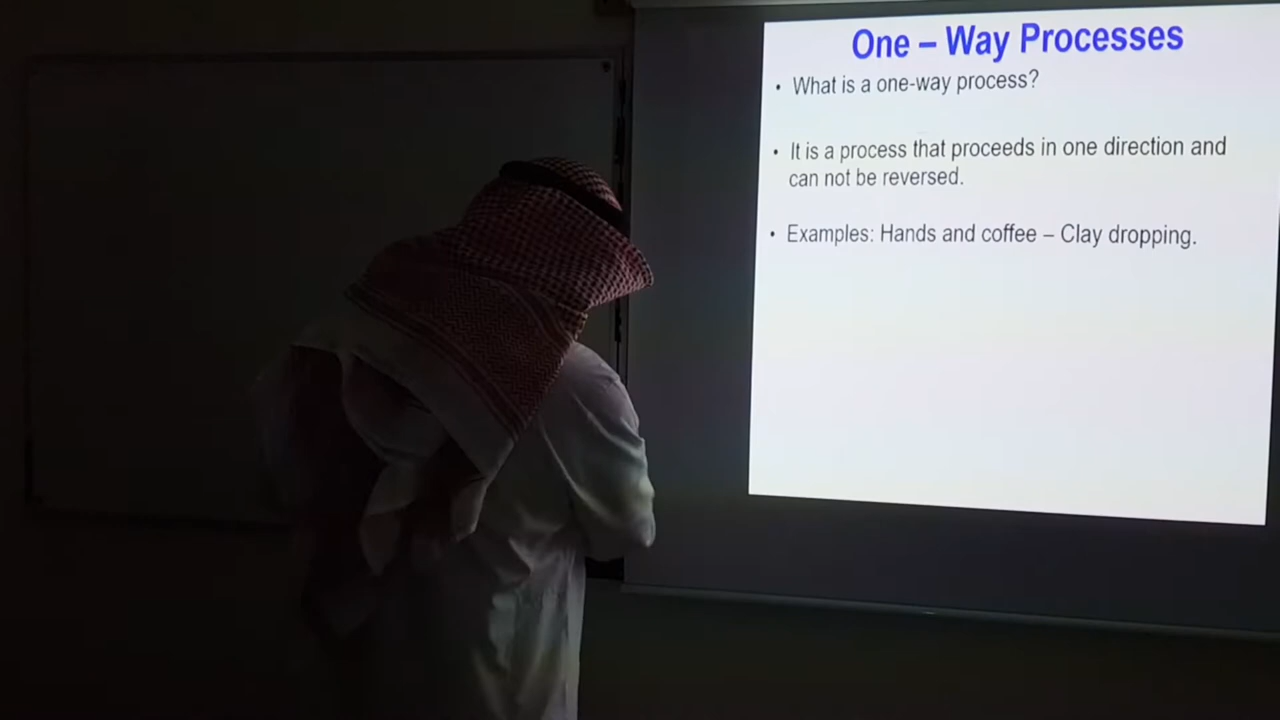 One – Way Processes
• What is a one-way process?
• It is a process that proceeds in one direction and
can not be reversed.
• Examples: Hands and coffee – Clay dropping.